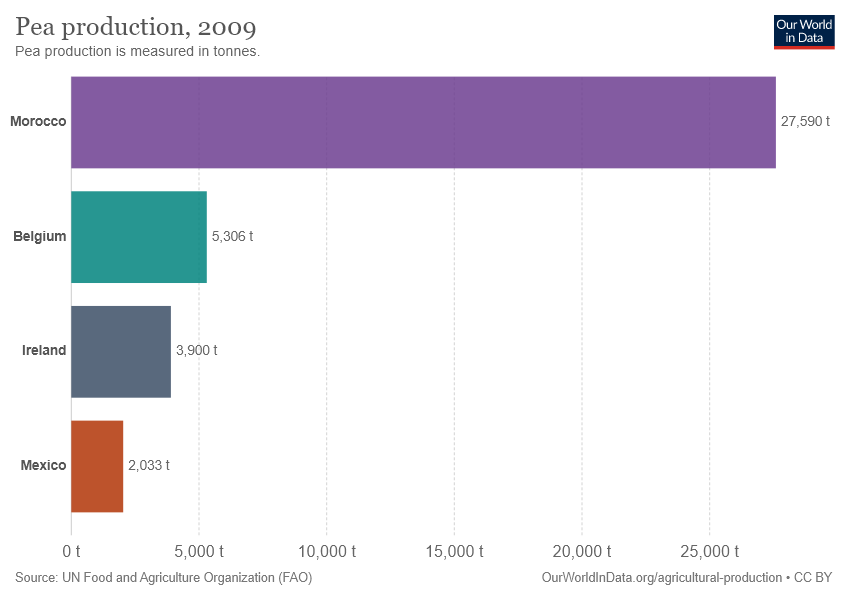 Pea production, 2009
Pea production is measured in tonnes.
Our World
in Data
Morocco
27,590 t
Belgium
5,306 t
Ireland
3,900 t
Mexico
2,033 t
0 t 5,000 t 10,000 t 15,000 t 20,000 t 25,000 t
Source: UN Food and Agriculture Organization (FAO)
OurWorldInData.org/agricultural-production • CC BY